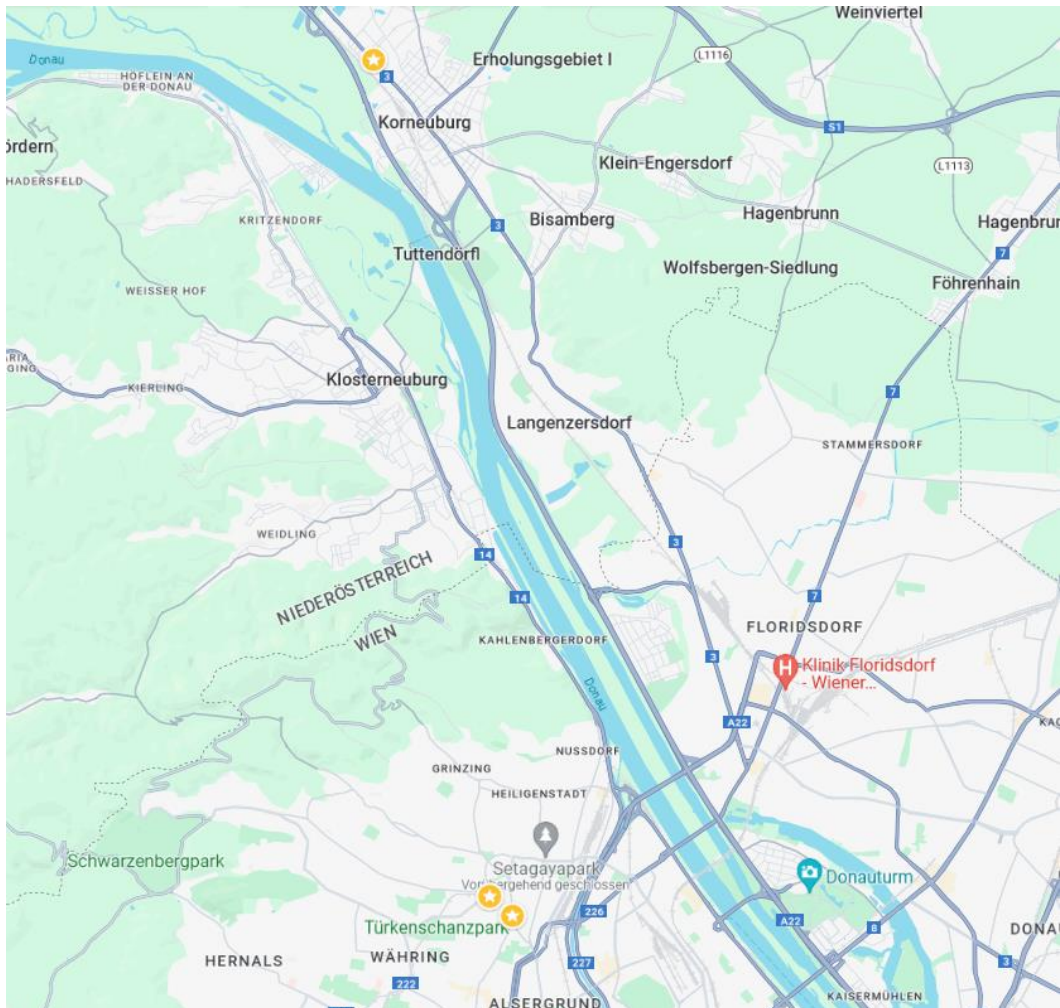 Weinviertel
Donau
Erholungsgebiet I
L1116
HÖFLEIN AN
DER DONAU
3
Korneuburg
S1
ördern
Klein-Engersdorf
L1113
HADERSFELD
KRITZENDORF
Bisamberg
Hagenbrunn
Hagenbrun
3
7
Tuttendörfl
Wolfsbergen-Siedlung
Föhrenhain
WEISSER HOF
ARIA
GING
KIERLING
Klosterneuburg
7
Langenzersdorf
STAMMERSDORF
WEIDLING
3
14
NIEDERÖSTERREICH
14
7
WIEN
KAHLENBERGERDORF
FLORIDSDORF
3
Klinik Floridsdorf
- Wiener...
H
Donau
A22
KAG
NUSSDORF
GRINZING
HEILIGENSTADT
Schwarzenbergpark
Setagayapark
Vorübergehend geschlossen
Donauturm
226
A22
Türkenschanzpark
8
DONAU
HERNALS
WÄHRING
227
3
222
ALSERGRUND
KAISERMÜHLEN